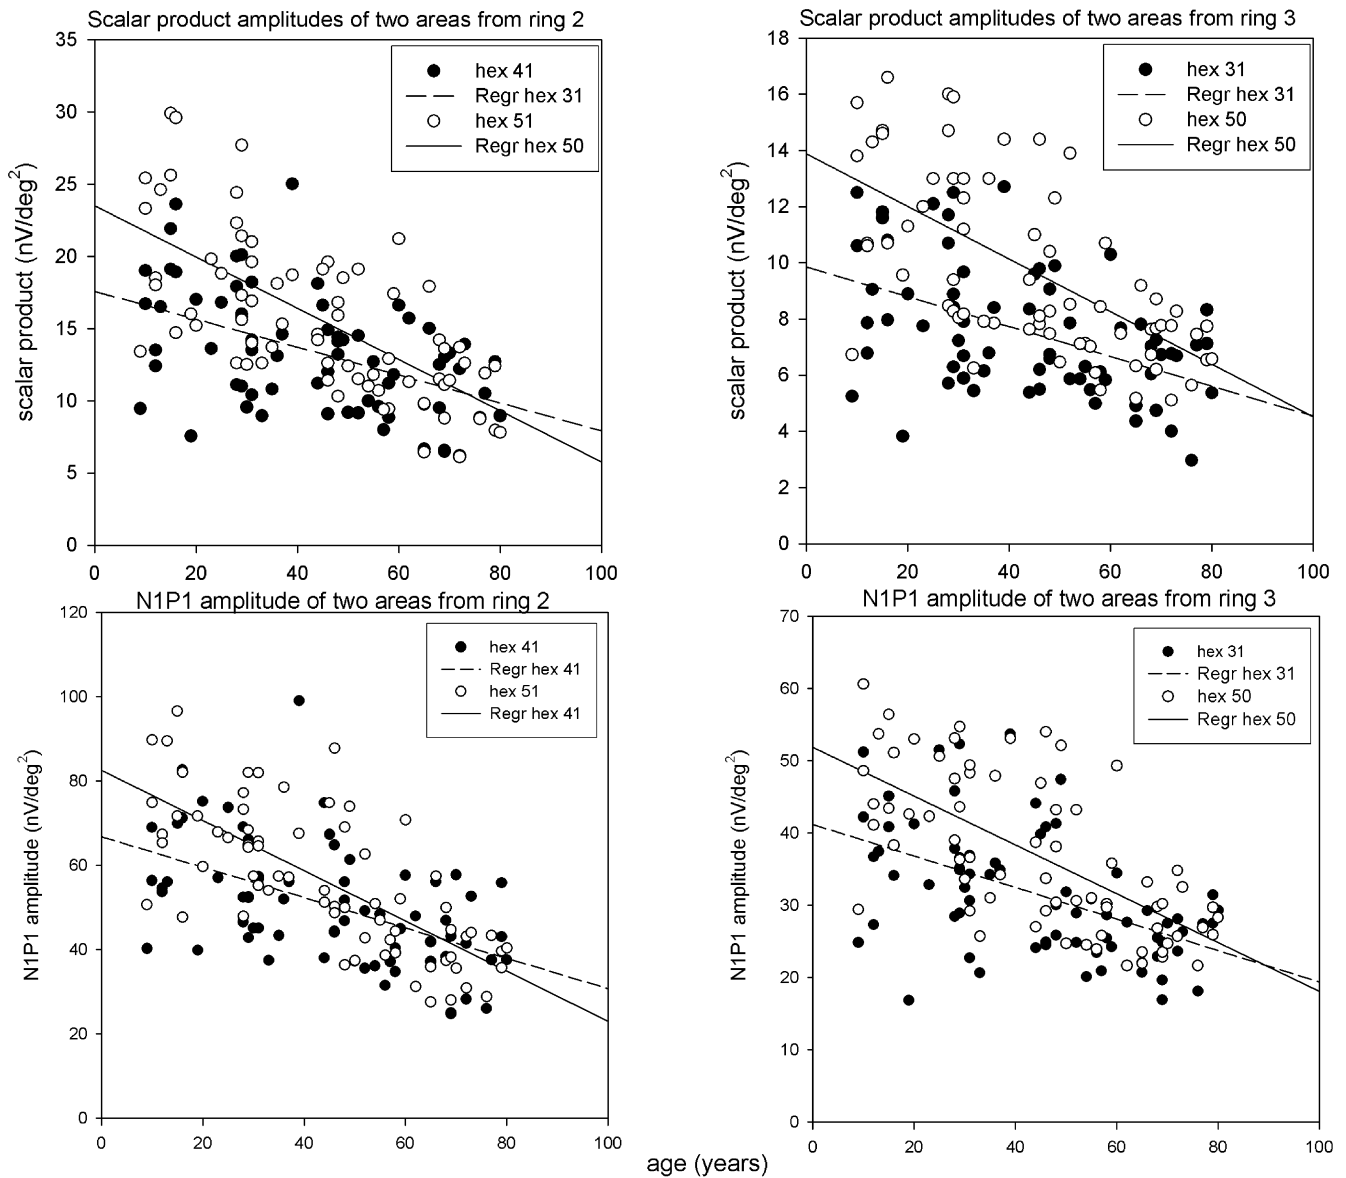 Scalar product amplitudes of two areas from ring 2
35
30
25
20
15
10
5
0
scalar product (nV/deg2)
hex 41
Regr hex 31
hex 51
Regr hex 50
0 20 40 60 80 100
Scalar product amplitudes of two areas from ring 3
18
16
14
12
10
8
6
4
2
0
scalar product (nV/deg2)
hex 31
Regr hex 31
hex 50
Regr hex 50
0 20 40 60 80 100
N1P1 amplitude of two areas from ring 2
120
100
80
60
40
20
0
N1P1 amplitude (nV/deg2)
hex 41
Regr hex 41
hex 51
Regr hex 41
0 20 40 60 80 100
N1P1 amplitude of two areas from ring 3
70
60
50
40
30
20
10
0
N1P1 amplitude (nV/deg2)
hex 31
Regr hex 31
hex 50
Regr hex 50
0 20 40 60 80 100
age (years)